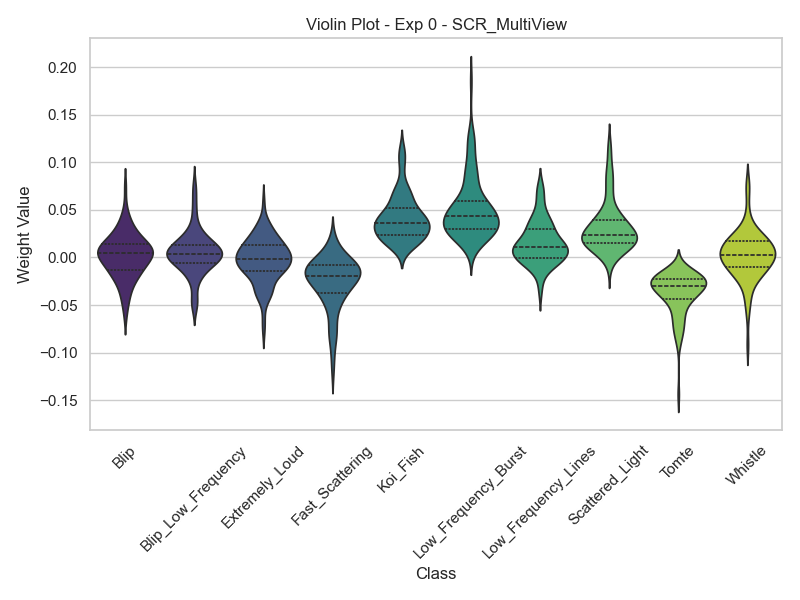 Violin Plot - Exp 0 - SCR_MultiView
0.20
0.15
0.10
0.05
0.00
−0.05
−0.10
−0.15
Weight Value
Blip
Blip_Low_Frequency
Extremely_Loud
Fast_Scattering
Koi_Fish
Low_Frequency_Burst
Low_Frequency_Lines
Scattered_Light
Tomte
Whistle
Class